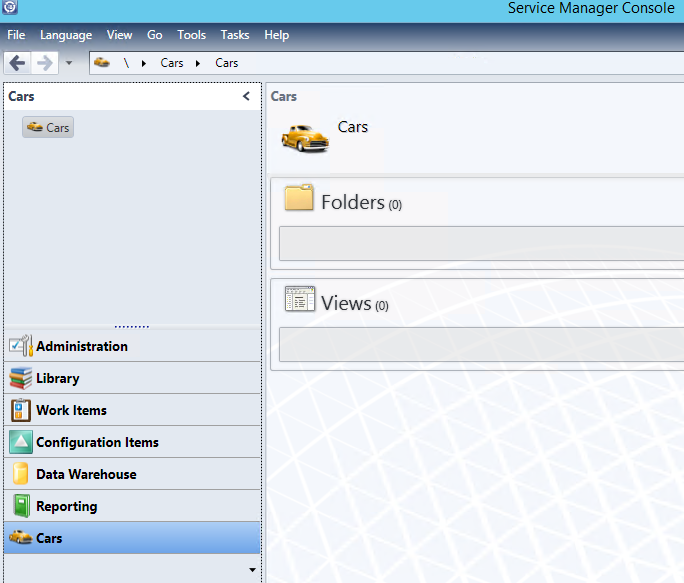 Service Manager Console
File Language View Go Tools Tasks Help
\ Cars Cars
Cars
Cars
Cars
Cars
Folders (0)
Views (0)
Administration
Library
Work Items
Configuration Items
Data Warehouse
Reporting
Cars